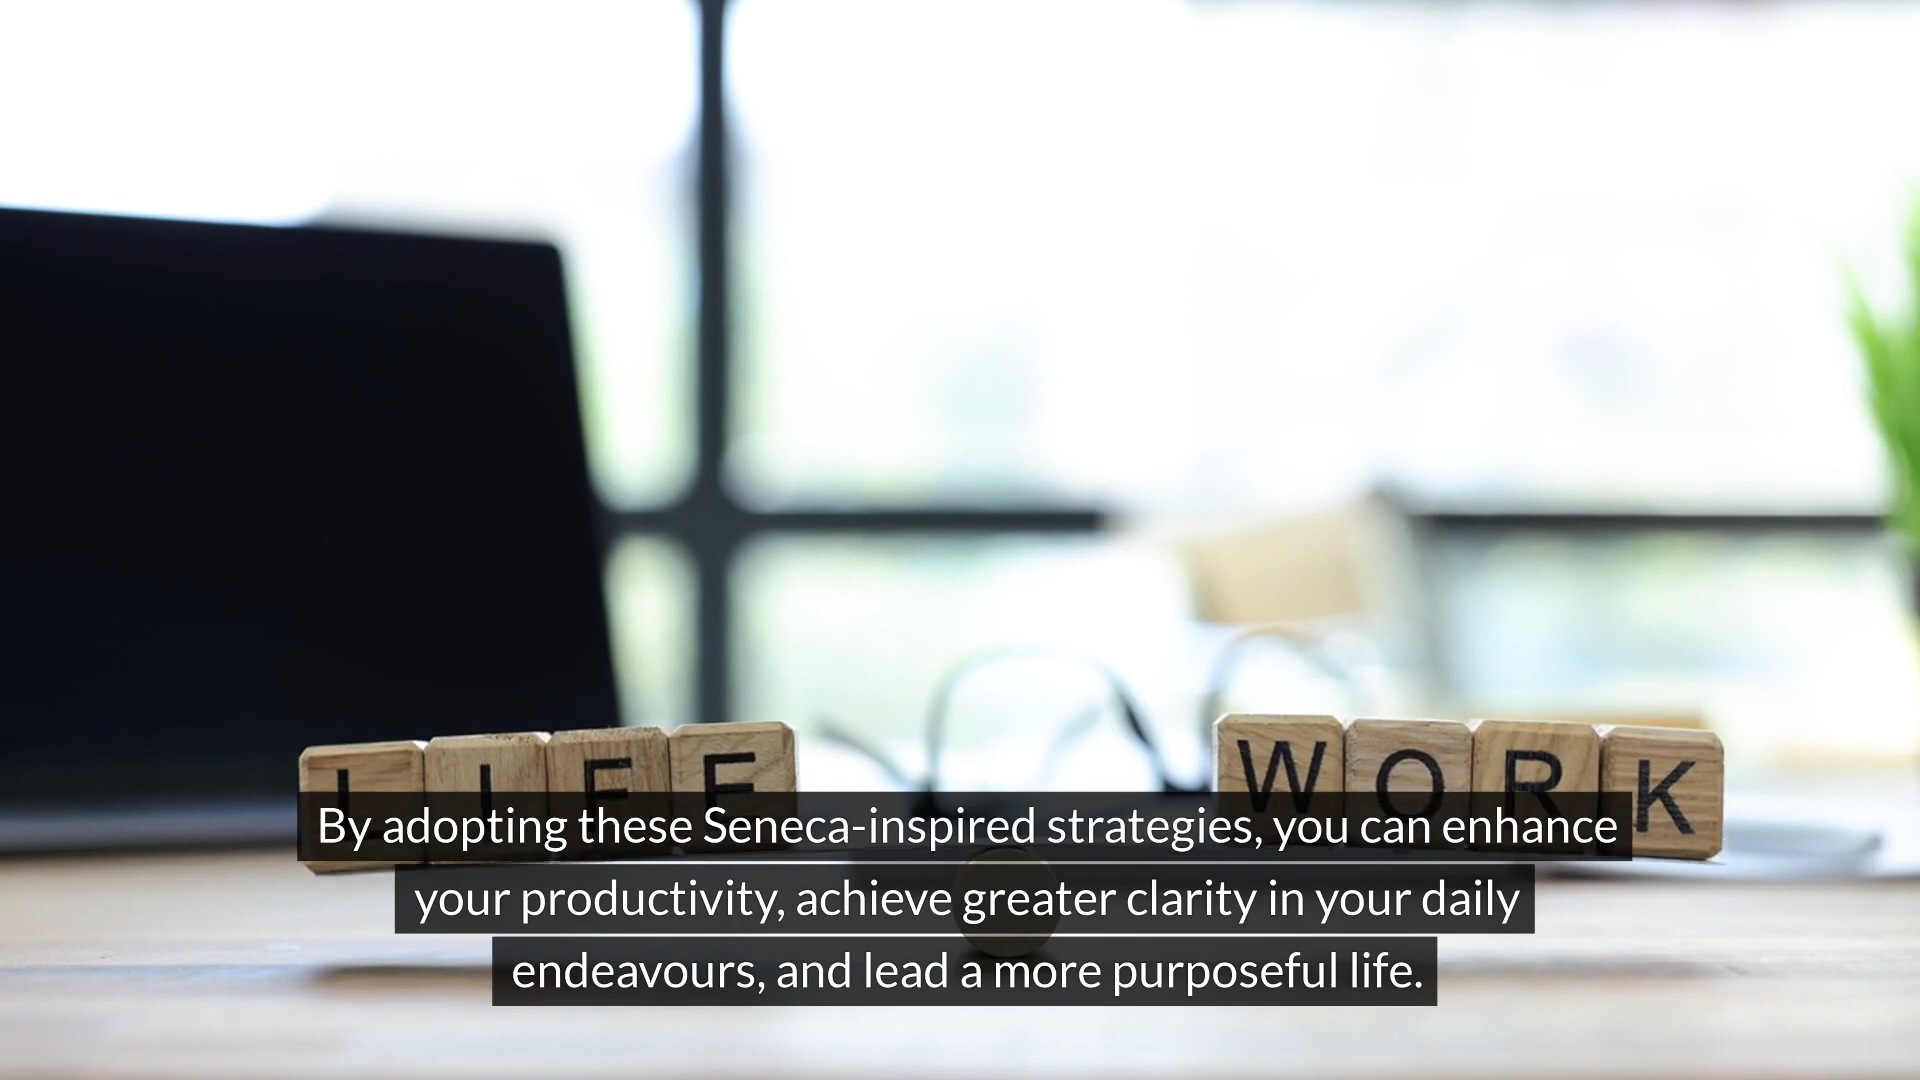 LIFE WORK
By adopting these Seneca-inspired strategies, you can enhance
your productivity, achieve greater clarity in your daily
endeavours, and lead a more purposeful life.